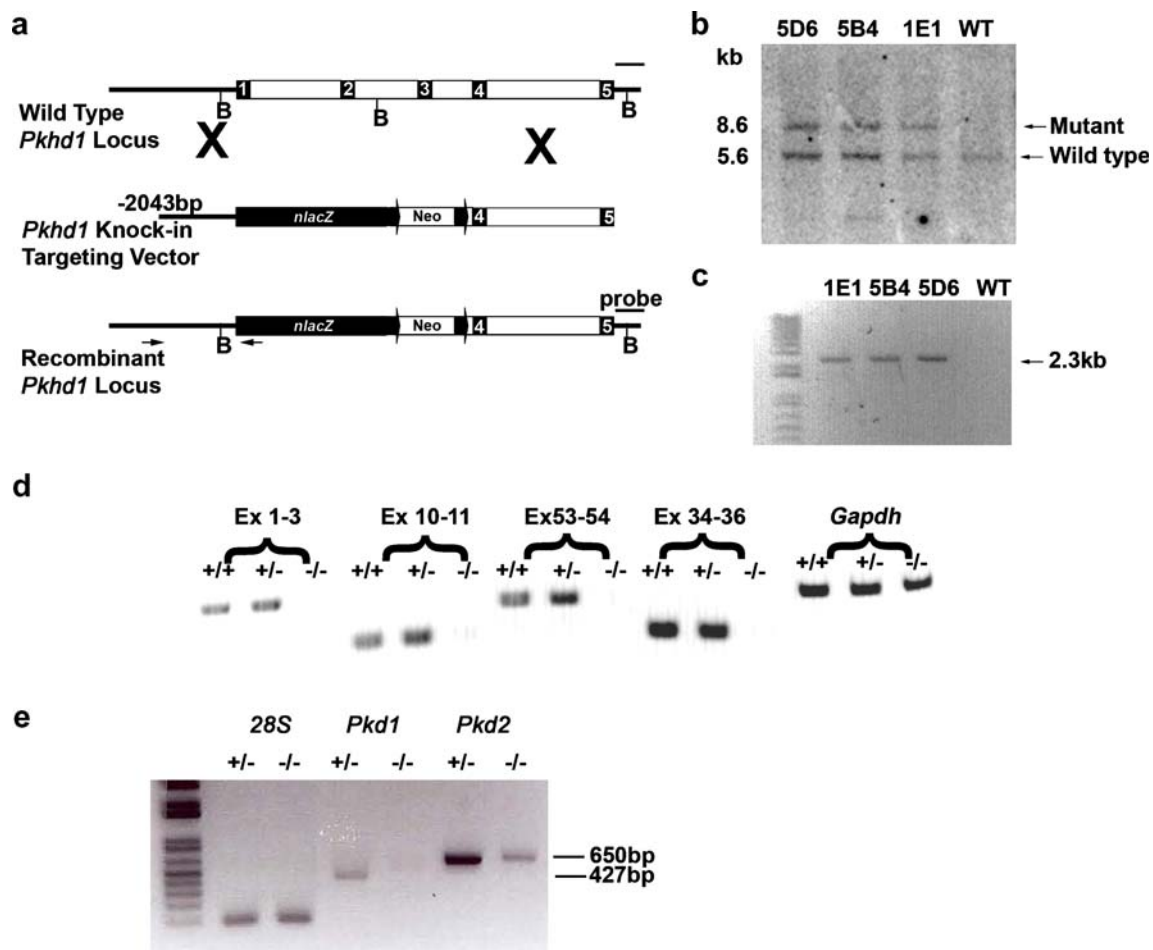 a
1 2 3 4 5
B B B
Wild Type
Pkhd1 Locus
X X
-2043bp
nlacZ Neo 4 5
Pkhd1 Knock-in
Targeting Vector
probe
nlacZ Neo 4 5
B B
Recombinant
Pkhd1 Locus
b
5D6 5B4 1E1 WT
kb
8.6 Mutant
5.6 Wild type
c
1E1 5B4 5D6 WT
2.3kb
d
Ex 1-3 Ex 10-11 Ex53-54 Ex 34-36 Gapdh
+/+ +/- -/- +/+ +/- -/- +/+ +/- -/- +/+ +/- -/- +/+ +/- -/-
e
28S Pkd1 Pkd2
+/- -/- +/- -/- +/- -/-
650bp
427bp